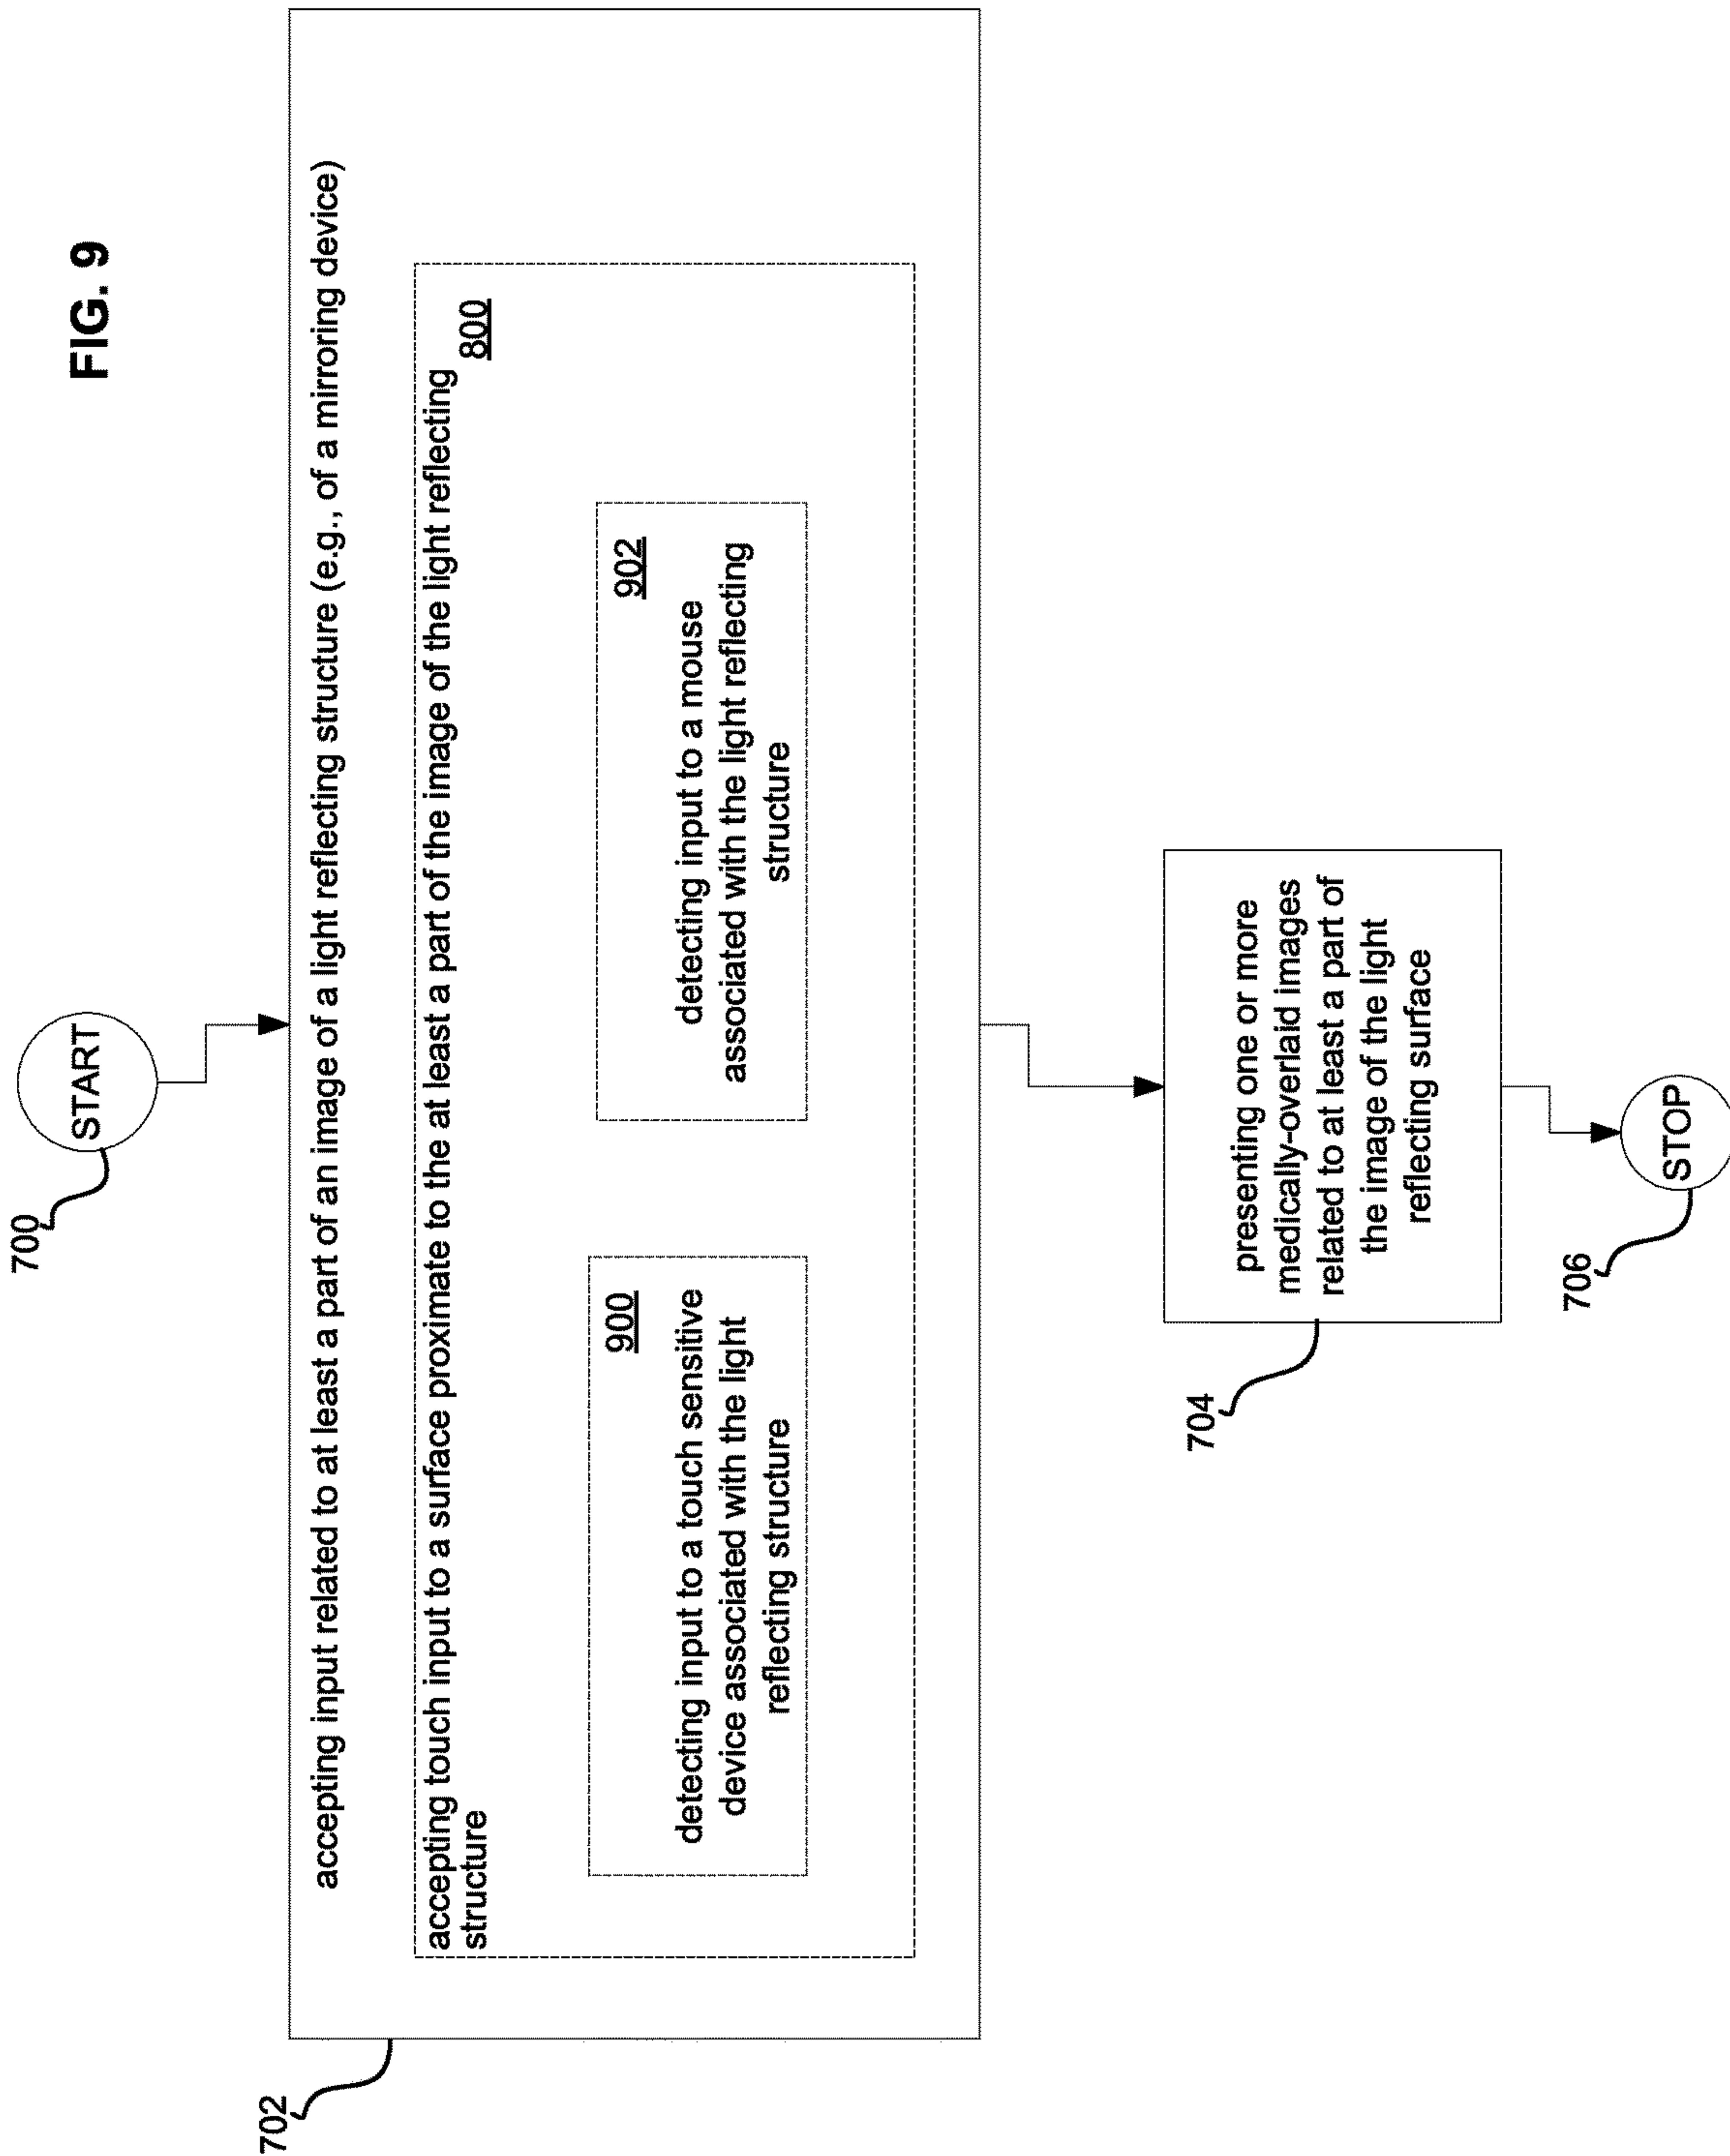 FIG. 9
START
700
accepting input related to at least a part of an image of a light reflecting structure (e.g., of a mirroring device)
702
accepting touch input to a surface proximate to the at least a part of the image of the light reflecting
structure
800
900
detecting input to a touch sensitive
device associated with the light
reflecting structure
902
detecting input to a mouse
associated with the light reflecting
structure
presenting one or more
medically-overlaid images
related to at least a part of
the image of the light
reflecting surface
704
STOP
706